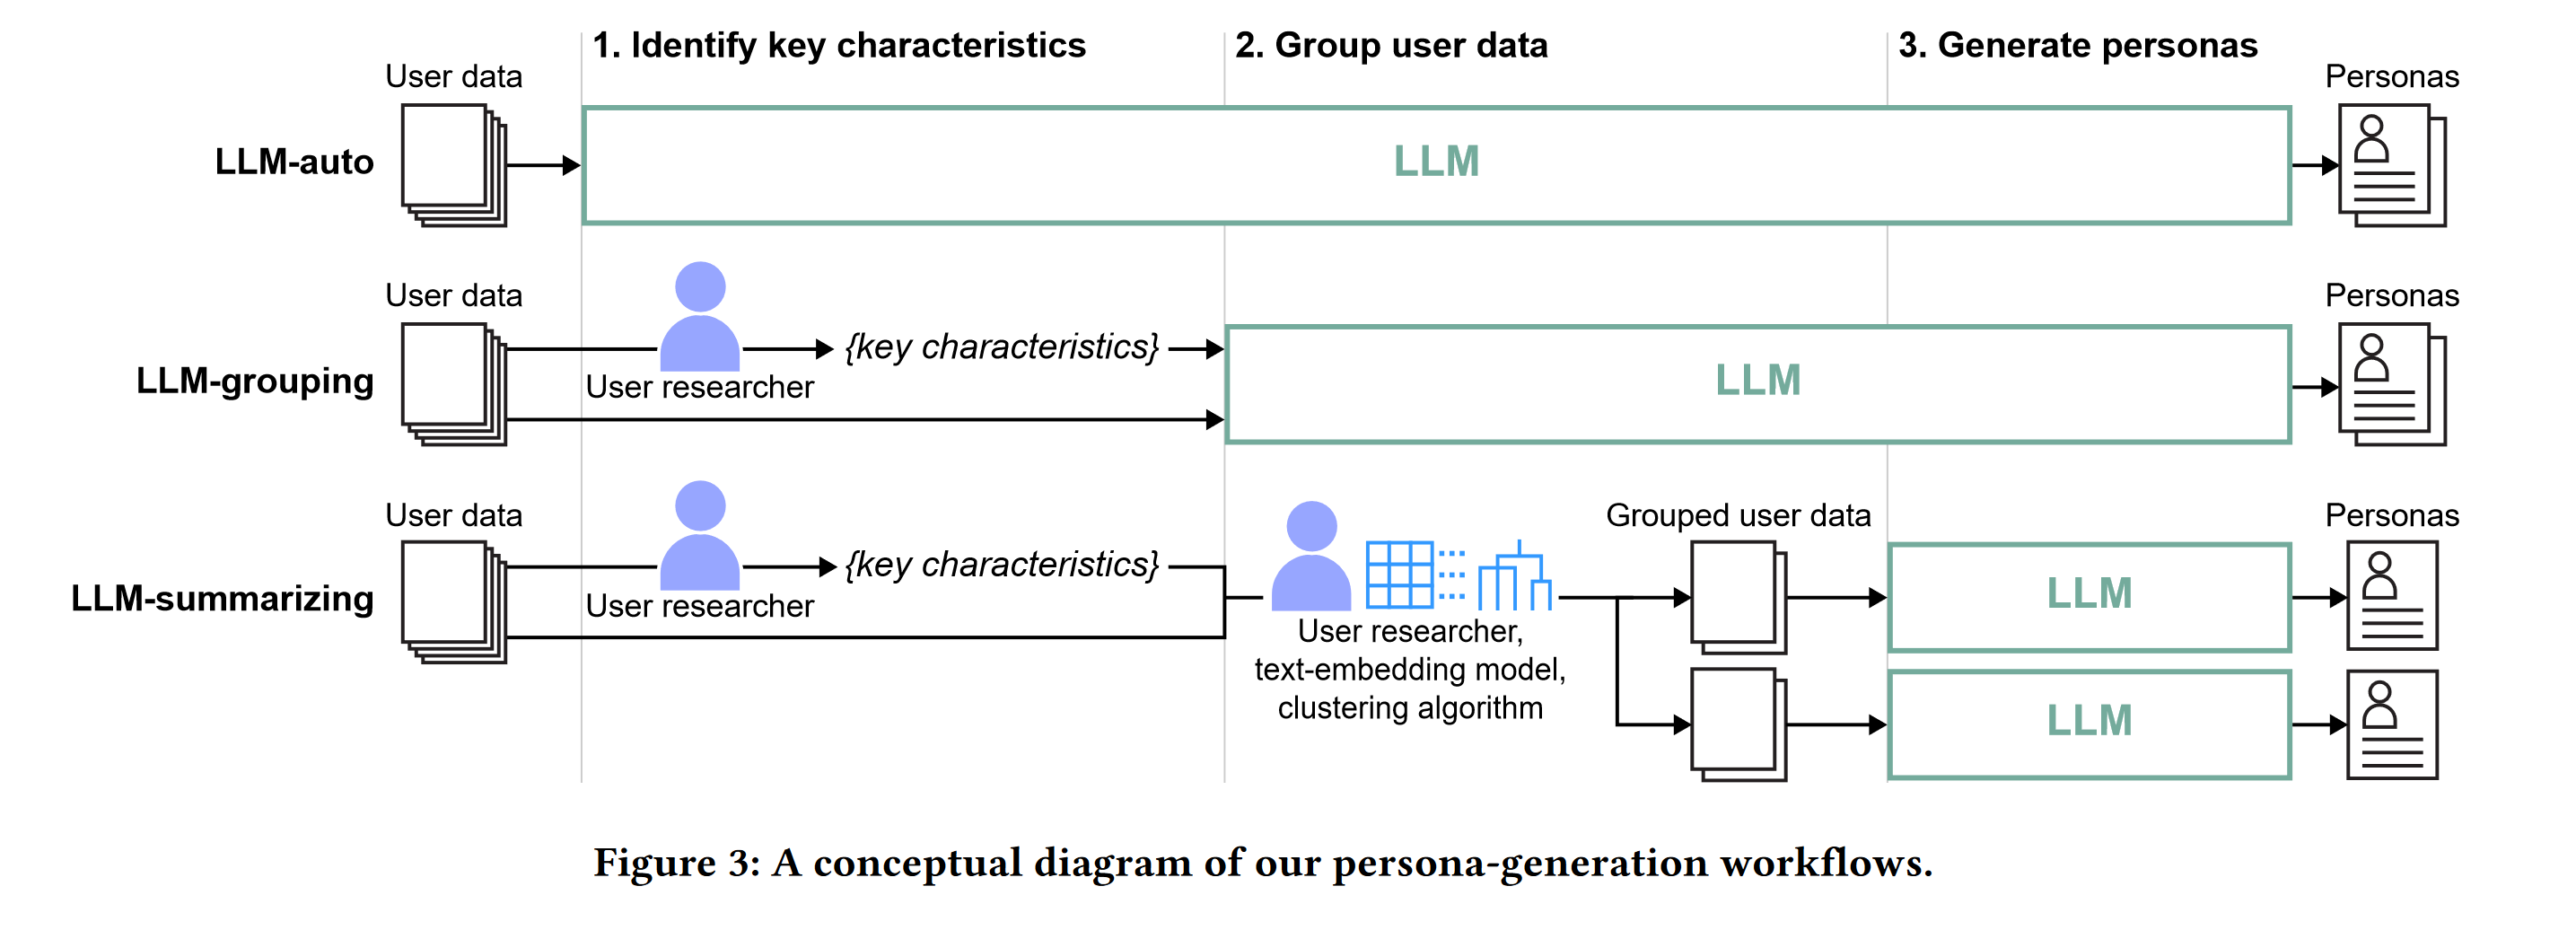 1. Identify key characteristics
2. Group user data
3. Generate personas
User data
Personas
LLM-auto
LLM
User data
Personas
LLM-grouping
{key characteristics}
User researcher
LLM
User data
Grouped user data
Personas
LLM-summarizing
{key characteristics}
User researcher
User researcher,
text-embedding model,
clustering algorithm
LLM
LLM
Figure 3: A conceptual diagram of our persona-generation workflows.